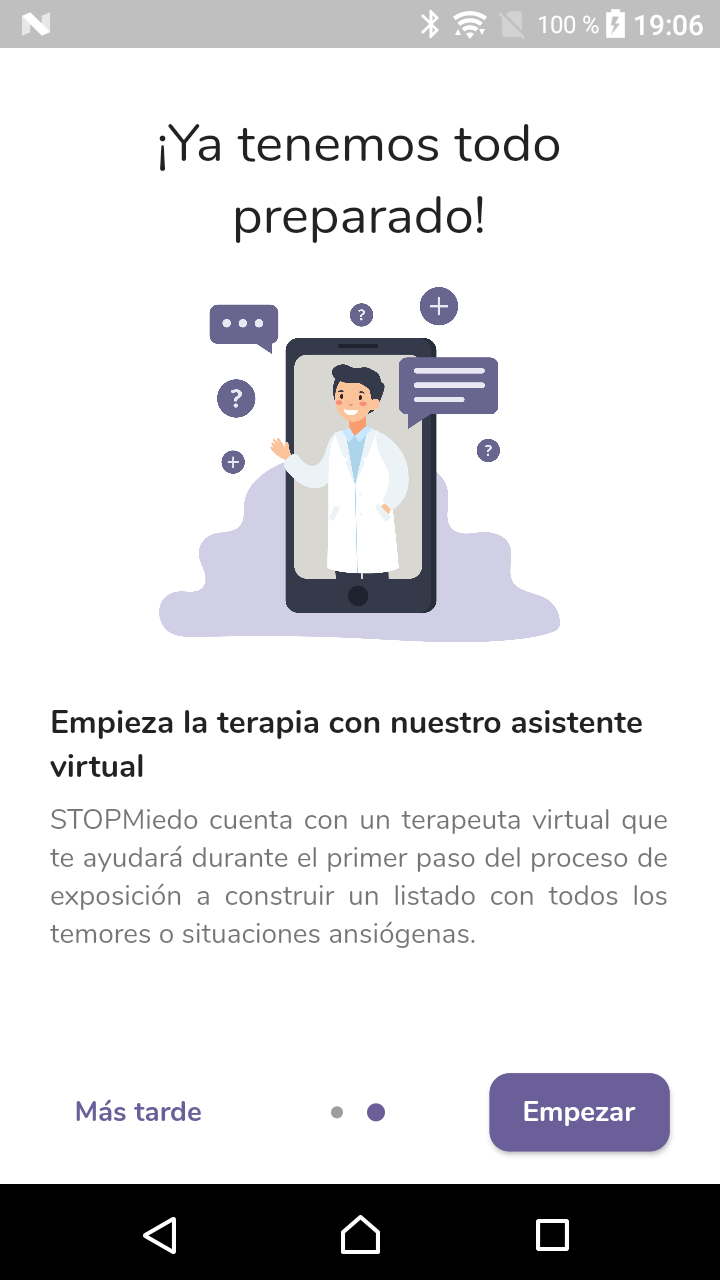 100 % 19:06
¡Ya tenemos todo
preparado!
?
?
?
Empieza la terapia con nuestro asistente
virtual
STOPMiedo cuenta con un terapeuta virtual que
te ayudará durante el primer paso del proceso de
exposición a construir un listado con todos los
temores o situaciones ansiógenas.
Más tarde
Empezar